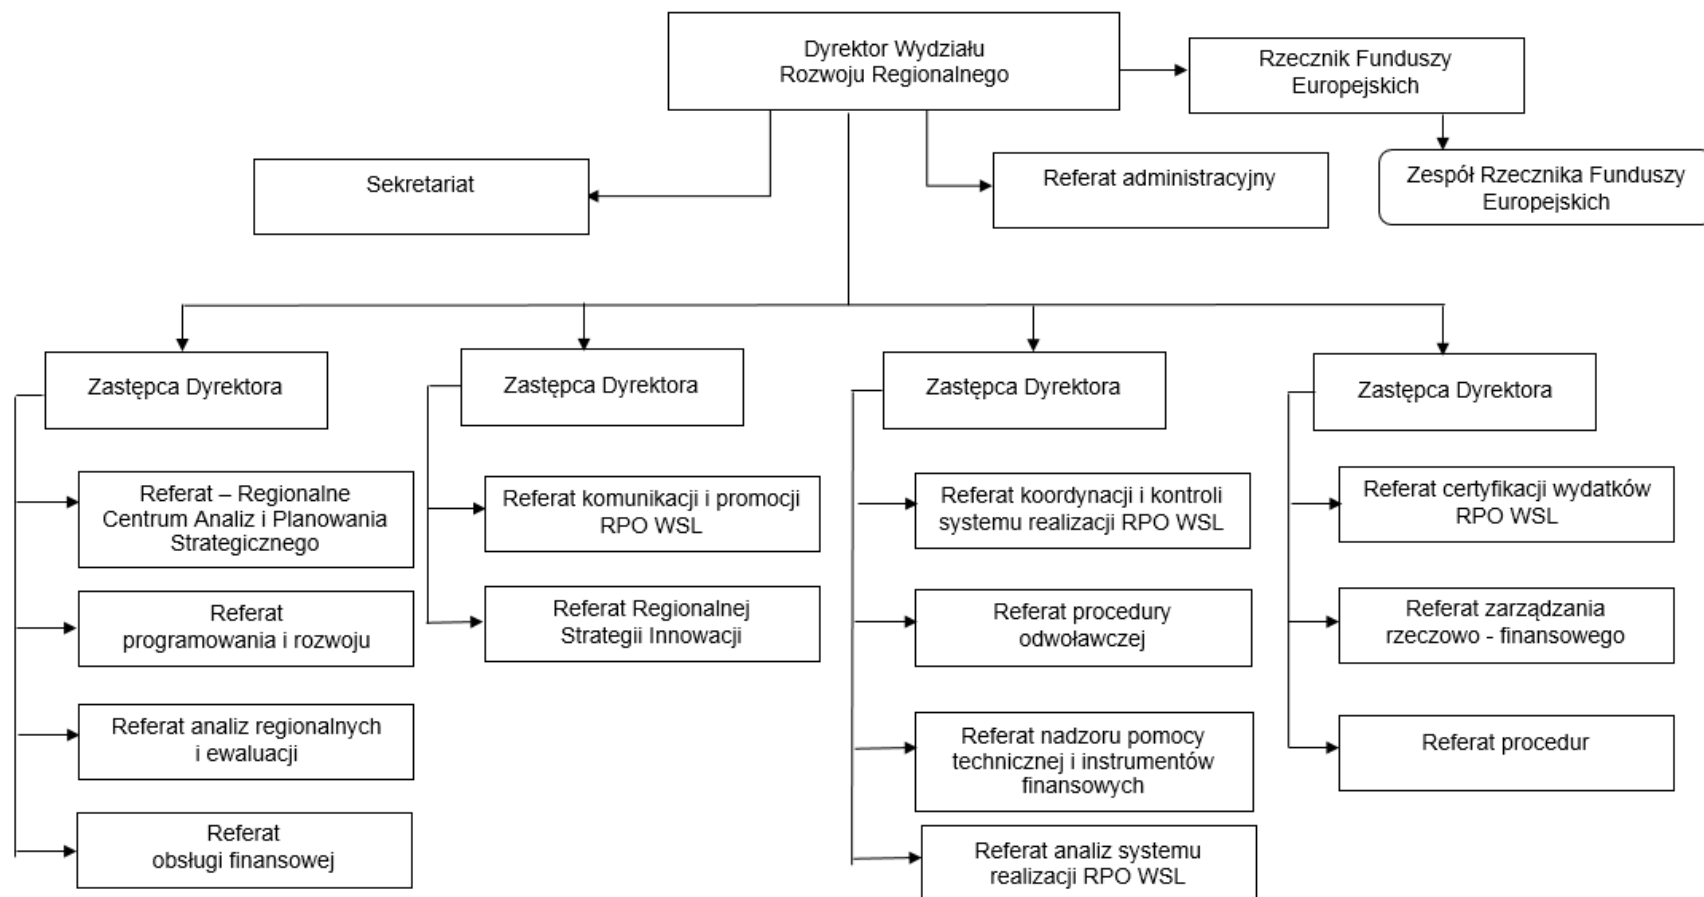 Dyrektor Wydziału
Rozwoju Regionalnego
Rzecznik Funduszy
Europejskich
Sekretariat
Referat administracyjny
Zespół Rzecznika Funduszy
Europejskich
Zastępca Dyrektora
Zastępca Dyrektora
Zastępca Dyrektora
Zastępca Dyrektora
Referat – Regionalne
Centrum Analiz i Planowania
Strategicznego
Referat
programowania i rozwoju
Referat analiz regionalnych
i ewaluacji
Referat
obsługi finansowej
Referat komunikacji i promocji
RPO WSL
Referat Regionalnej
Strategii Innowacji
Referat koordynacji i kontroli
systemu realizacji RPO WSL
Referat procedury
odwoławczej
Referat nadzoru pomocy
technicznej i instrumentów
finansowych
Referat analiz systemu
realizacji RPO WSL
Referat certyfikacji wydatków
RPO WSL
Referat zarządzania
rzeczowo - finansowego
Referat procedur